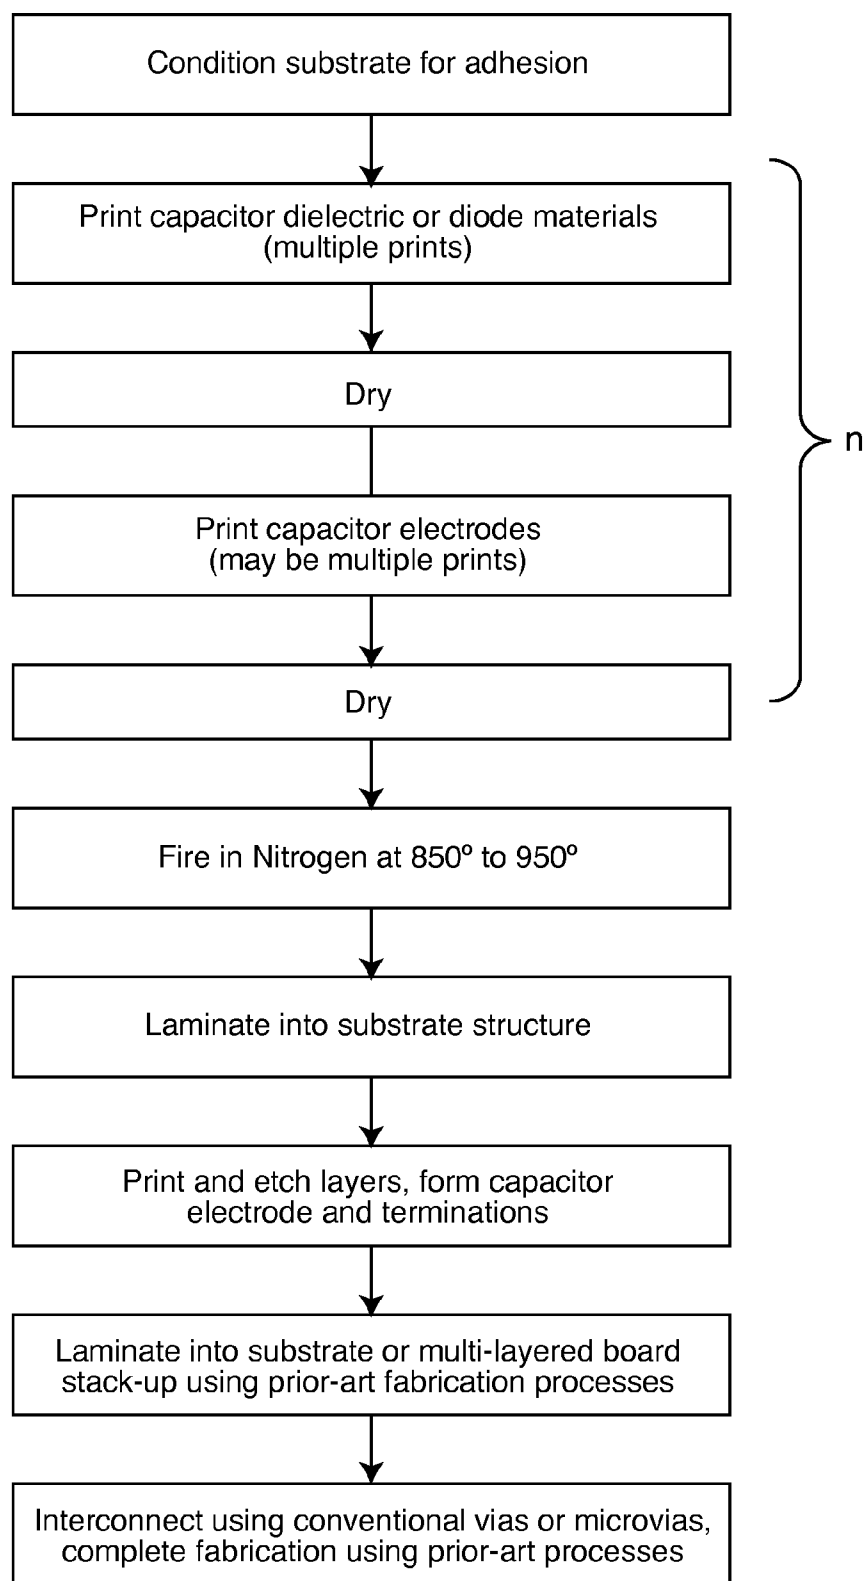 Condition substrate for adhesion
Print capacitor dielectric or diode materials
(multiple prints)
Dry
n
Print capacitor electrodes
(may be multiple prints)
Dry
Fire in Nitrogen at 850º to 950º
Laminate into substrate structure
Print and etch layers, form capacitor
electrode and terminations
Laminate into substrate or multi-layered board
stack-up using prior-art fabrication processes
Interconnect using conventional vias or microvias,
complete fabrication using prior-art processes